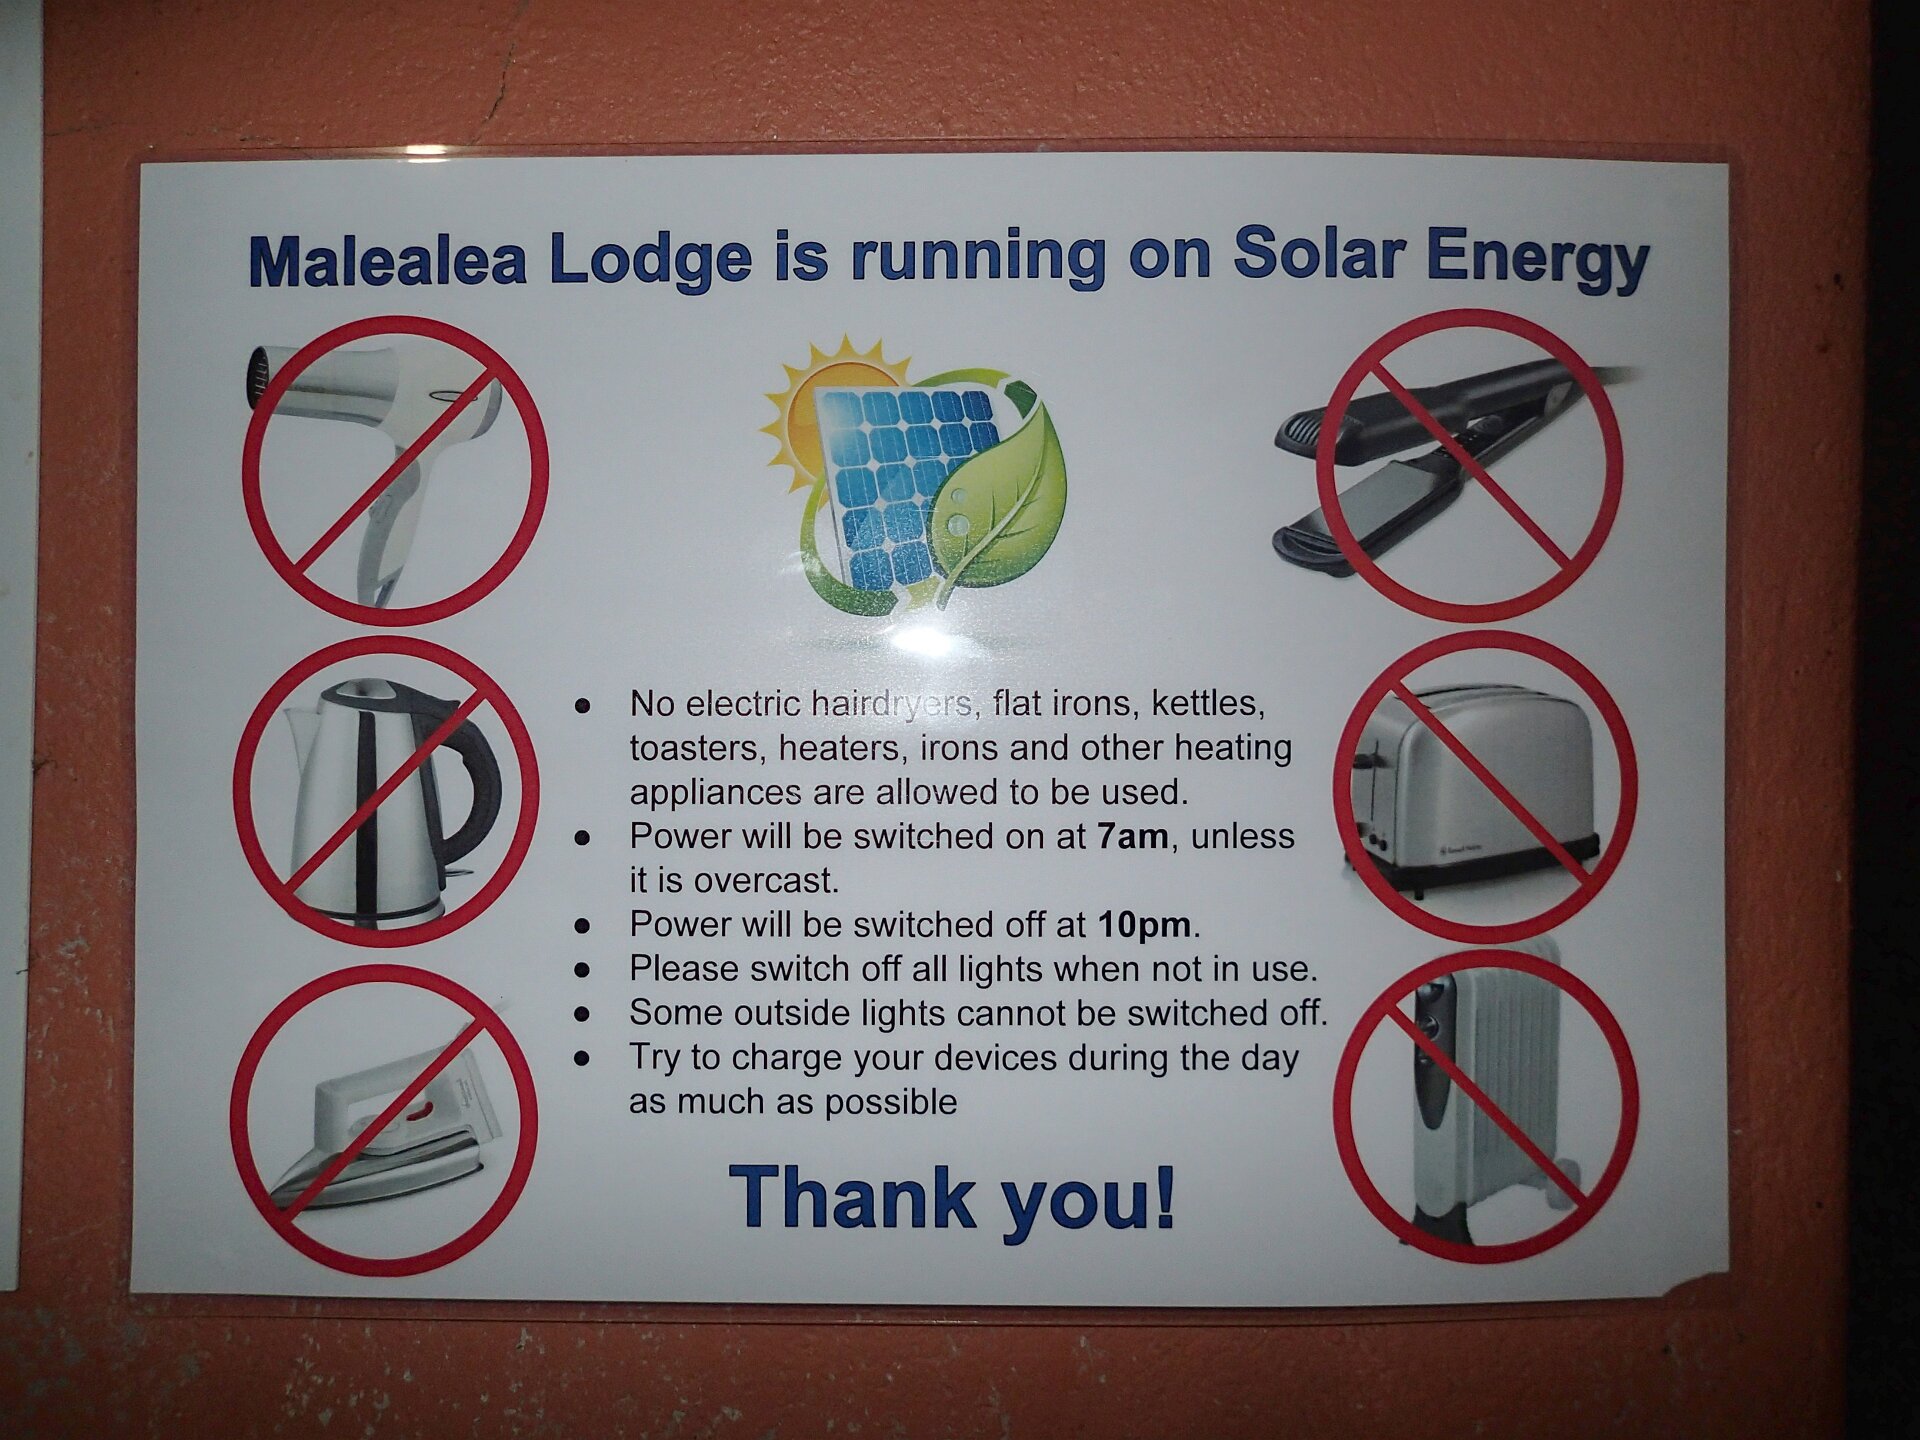 Malealea Lodge is running on Solar Energy
• No electric hairdryers, flat irons, kettles,
toasters, heaters, irons and other heating
appliances are allowed to be used.
• Power will be switched on at 7am, unless
it is overcast.
• Power will be switched off at 10pm.
• Please switch off all lights when not in use.
• Some outside lights cannot be switched off.
• Try to charge your devices during the day
as much as possible
Thank you!